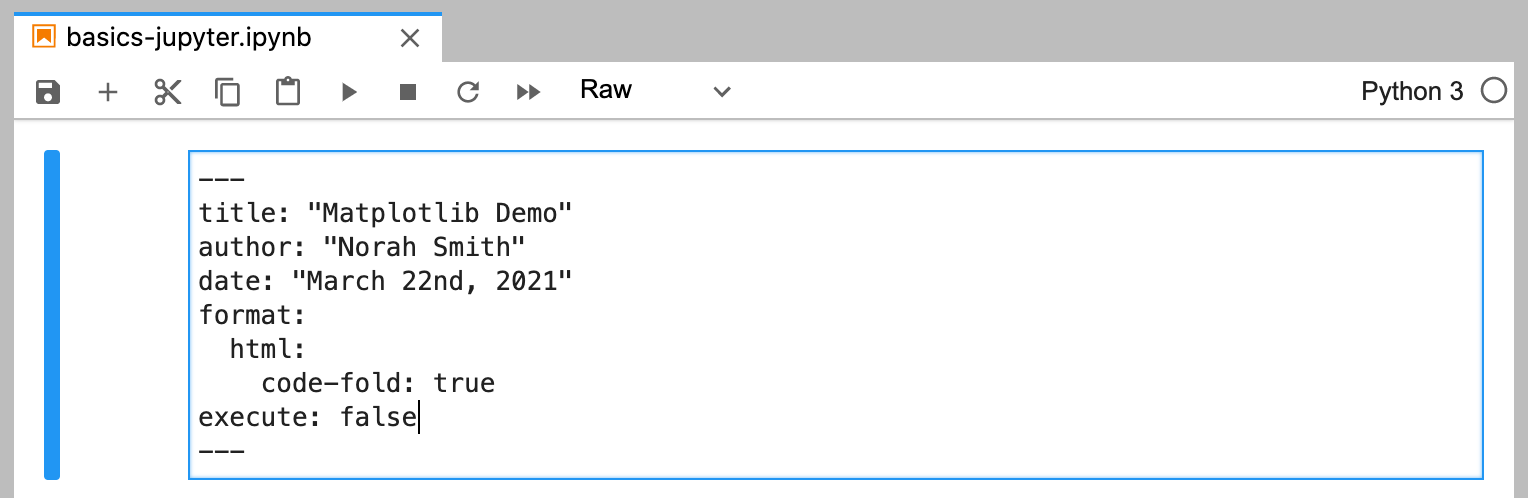 basics-jupyter.ipynb
Raw Python 3
---
title: "Matplotlib Demo"
author: "Norah Smith"
date: "March 22nd, 2021"
format:
  html:
    code-fold: true
execute: false
---